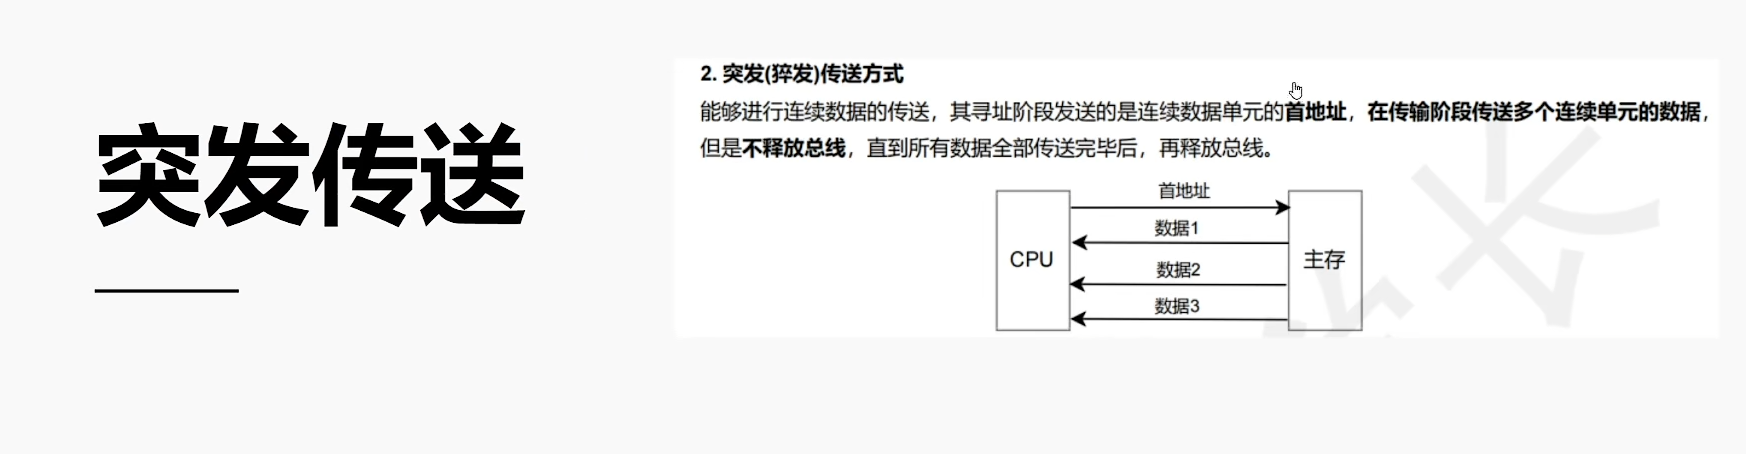 突发传送
2. 突发(猝发)传送方式
能够进行连续数据的传送，其寻址阶段发送的是连续数据单元的首地址，在传输阶段传送多个连续单元的数据，
但是不释放总线，直到所有数据全部传送完毕后，再释放总线。
首地址
数据1
CPU
主存
数据2
数据3
长